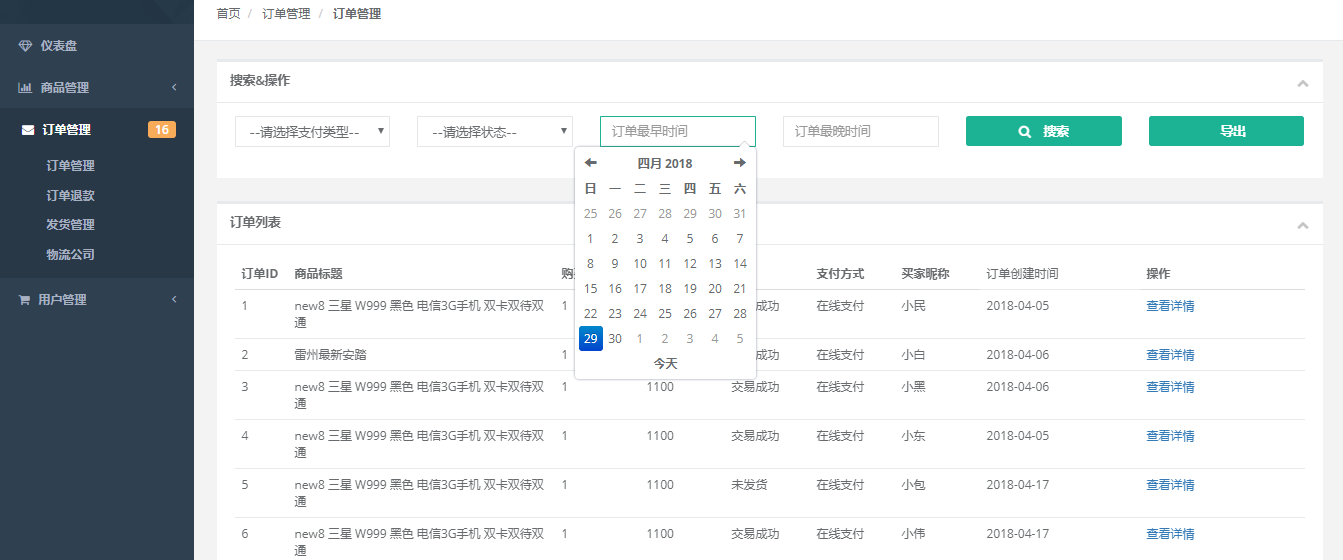 首页 / 订单管理 / 订单管理
仪表盘
商品管理
订单管理 16
订单管理
订单退款
发货管理
物流公司
用户管理
搜索&操作
--请选择支付类型-- --请选择状态-- 订单最早时间 订单最晚时间 搜索 导出
四月 2018
日 一 二 三 四 五 六
25 26 27 28 29 30 31
1 2 3 4 5 6 7
8 9 10 11 12 13 14
15 16 17 18 19 20 21
22 23 24 25 26 27 28
29 30 1 2 3 4 5
今天
订单列表
订单ID 商品标题 支付方式 买家昵称 订单创建时间 操作
1 new8 三星 W999 黑色 电信3G手机 双卡双待双 1 成功 在线支付 小民 2018-04-05 查看详情
通
2 雷州最新安踏 1 成功 在线支付 小白 2018-04-06 查看详情
3 new8 三星 W999 黑色 电信3G手机 双卡双待双 1 1100 交易成功 在线支付 小黑 2018-04-06 查看详情
通
4 new8 三星 W999 黑色 电信3G手机 双卡双待双 1 1100 交易成功 在线支付 小东 2018-04-05 查看详情
通
5 new8 三星 W999 黑色 电信3G手机 双卡双待双 1 1100 未发货 在线支付 小包 2018-04-17 查看详情
通
6 new8 三星 W999 黑色 电信3G手机 双卡双待双 1 1100 交易成功 在线支付 小伟 2018-04-17 查看详情
通